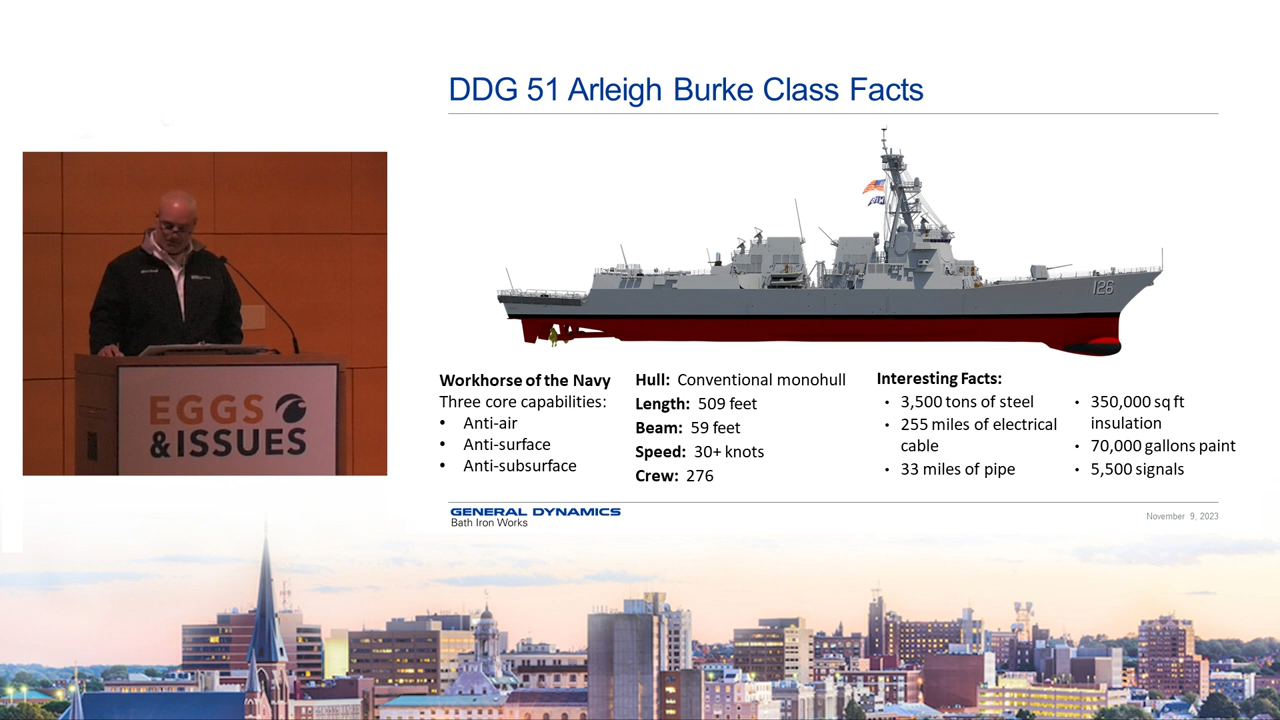 DDG 51 Arleigh Burke Class Facts
126
EGGS
& ISSUES
Workhorse of the Navy
Three core capabilities:
• Anti-air
• Anti-surface
• Anti-subsurface
Hull: Conventional monohull
Length: 509 feet
Beam: 59 feet
Speed: 30+ knots
Crew: 276
Interesting Facts:
• 3,500 tons of steel
• 255 miles of electrical
cable
• 33 miles of pipe
• 350,000 sq ft
insulation
• 70,000 gallons paint
• 5,500 signals
GENERAL DYNAMICS
Bath Iron Works
November 9, 2023